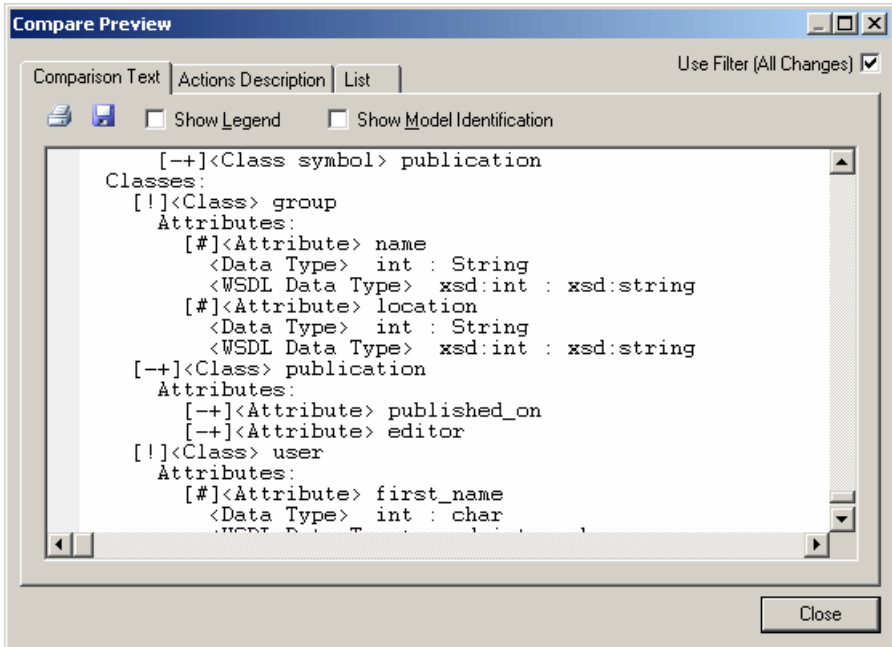 Compare Preview
Use Filter (All Changes)
Comparison Text Actions Description List
Show Legend Show Model Identification
[-+]<Class symbol> publication
Classes:
[!]<Class> group
Attributes:
[#]<Attribute> name
<Data Type> int : String
<WSDL Data Type> xsd:int : xsd:string
[#]<Attribute> location
<Data Type> int : String
<WSDL Data Type> xsd:int : xsd:string
[-+]<Class> publication
Attributes:
[-+]<Attribute> published_on
[-+]<Attribute> editor
[!]<Class> user
Attributes:
[#]<Attribute> first_name
<Data Type> int : char
Close